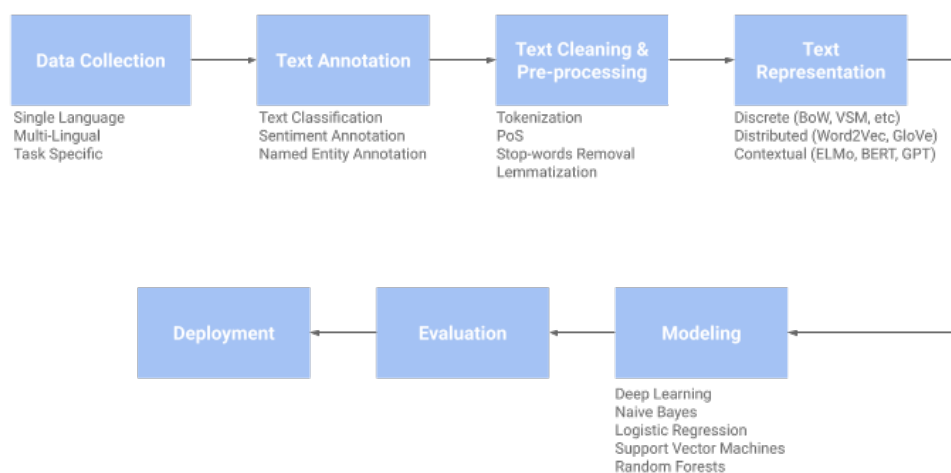 Data Collection
Single Language
Multi-Lingual
Task Specific
Text Annotation
Text Classification
Sentiment Annotation
Named Entity Annotation
Text Cleaning &
Pre-processing
Tokenization
PoS
Stop-words Removal
Lemmatization
Text
Representation
Discrete (BoW, VSM, etc)
Distributed (Word2Vec, GloVe)
Contextual (ELMo, BERT, GPT)
Modeling
Deep Learning
Naive Bayes
Logistic Regression
Support Vector Machines
Random Forests
Evaluation
Deployment